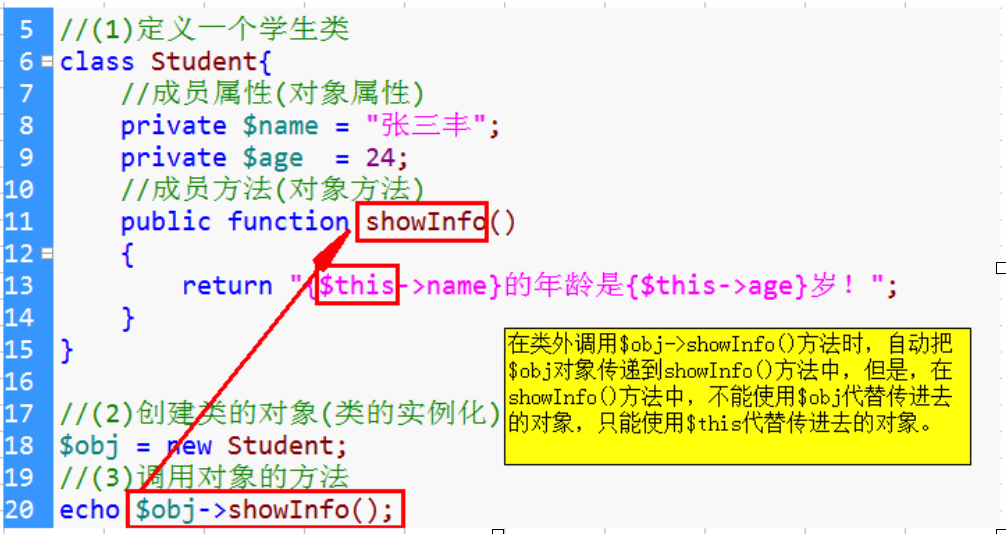 5 //(1)定义一个学生类
6 class Student{
7 //成员属性(对象属性)
8 private $name = "张三丰";
9 private $age = 24;
10 //成员方法(对象方法)
11 public function showInfo()
12 {
13 return "{$this->name}的年龄是{$this->age}岁！";
14 }
15 }
16
17 //(2)创建类的对象(类的实例化)
18 $obj = new Student;
19 //(3)调用对象的方法
20 echo $obj->showInfo();
在类外调用$obj->showInfo()方法时，自动把
$obj对象传递到showInfo()方法中，但是，在
showInfo()方法中，不能使用$obj代替传进去
的对象，只能使用$this代替传进去的对象。